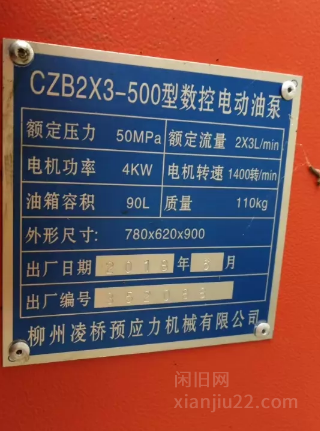 CZB2X3-500型数控电动油泵
额定压力 50MPa 额定流量 2X3L/min
电机功率 4KW 电机转速 1400转/min
油箱容积 90L 质量 110kg
外形尺寸: 780x620x900
出厂日期 年 月
出厂编号
柳州凌桥预应力机械有限公司
闲旧网
xianjiu22.com